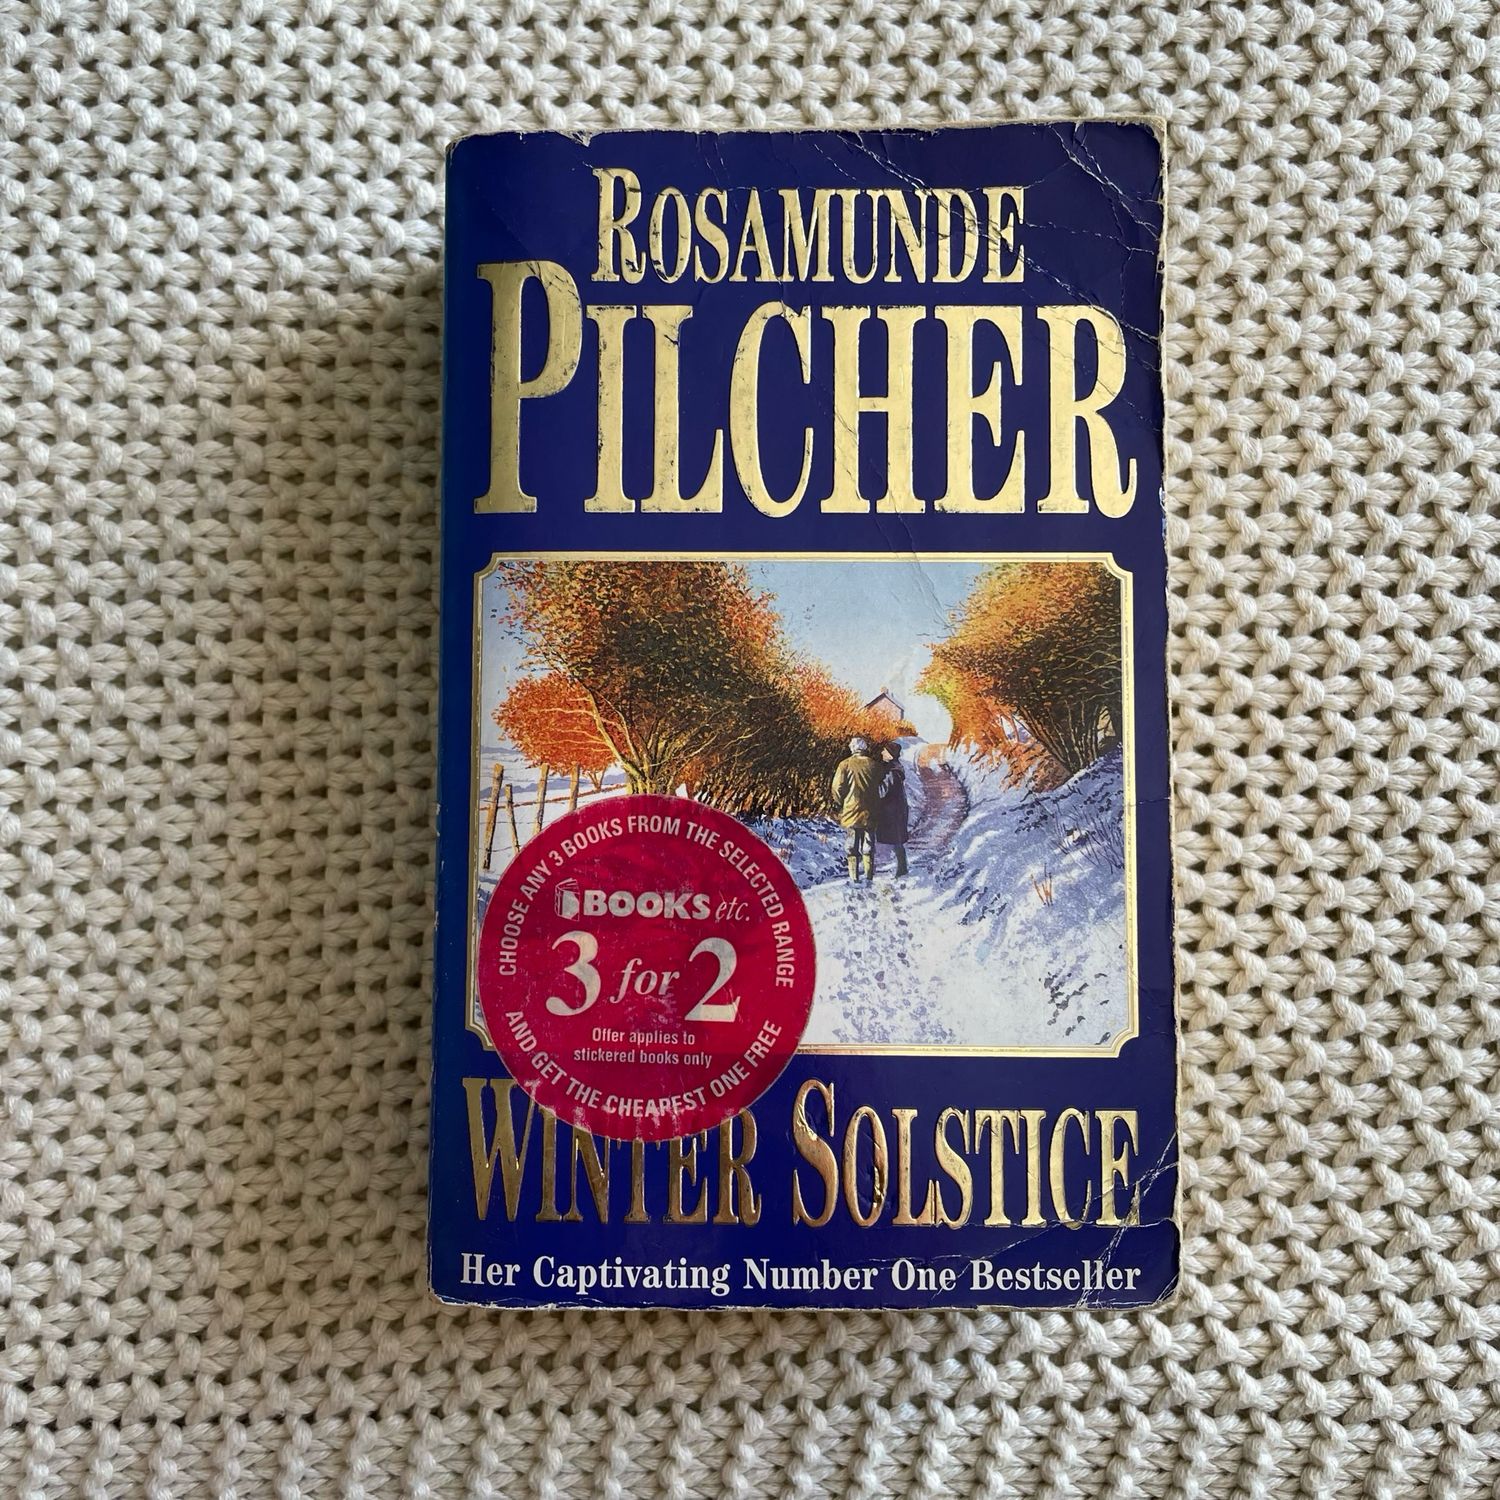 ROSAMUNDE
PILCHER
CHOOSE ANY 3 BOOKS FROM THE SELECTED RANGE
BOOKS etc.
3 for 2
Offer applies to
stickered books only
AND GET THE CHEAPEST ONE FREE
WINTER SOLSTICE
Her Captivating Number One Bestseller